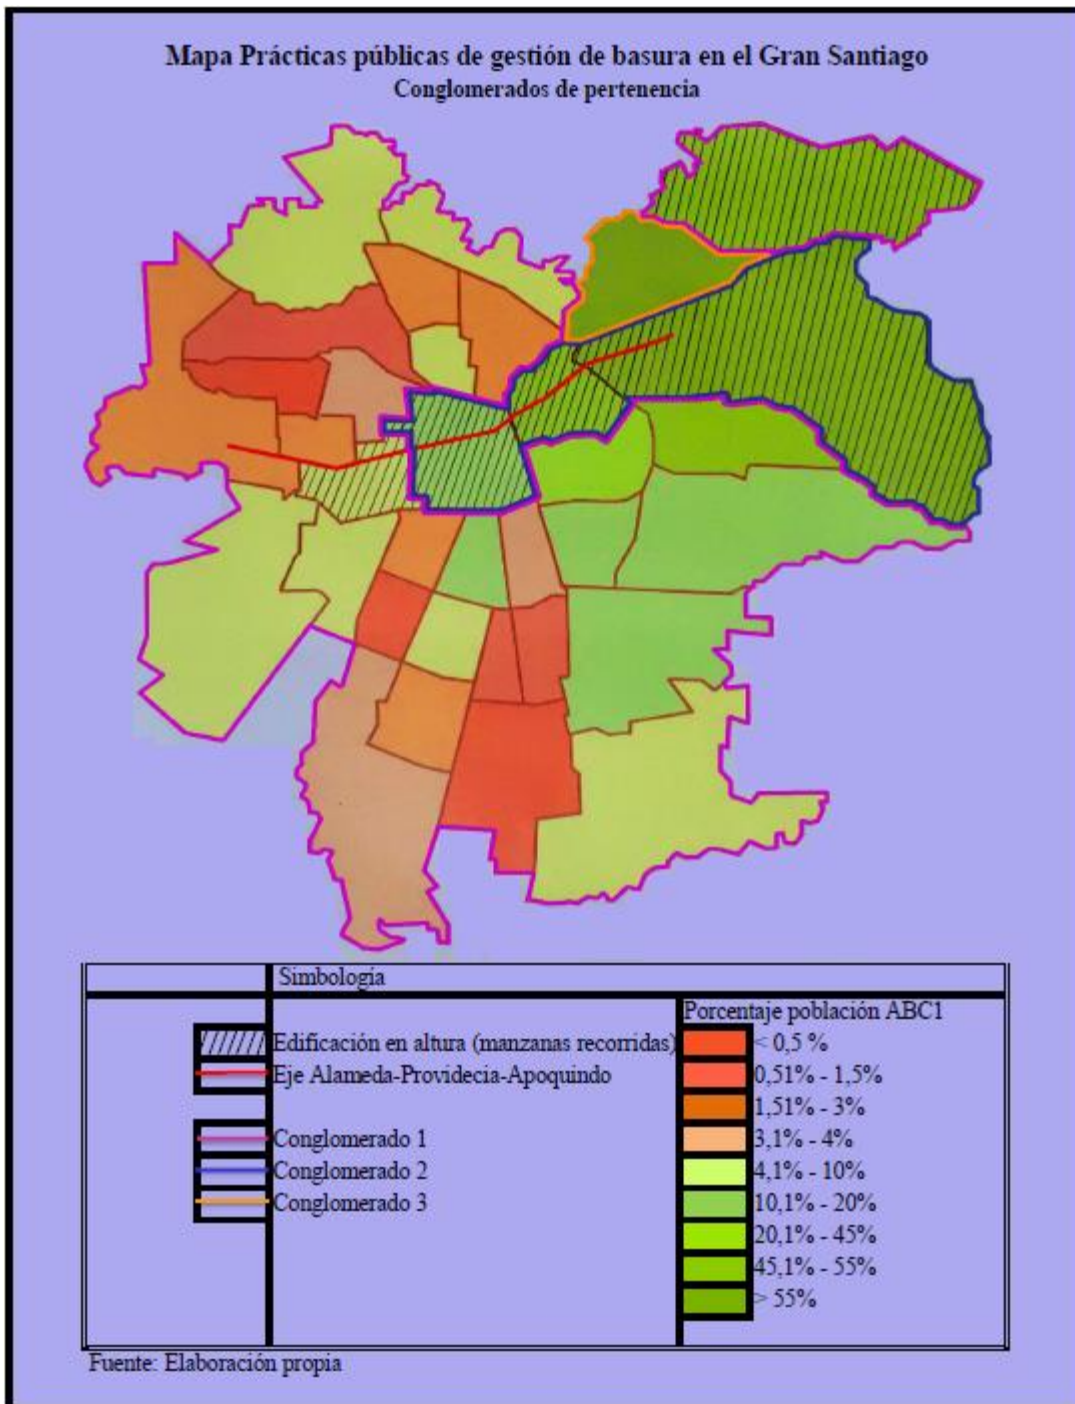 Mapa Prácticas públicas de gestión de basura en el Gran Santiago
Conglomerados de pertenencia
Simbología
Edificación en altura (manzanas recorridas)
Eje Alameda-Providecia-Apoquindo
Conglomerado 1
Conglomerado 2
Conglomerado 3
Porcentaje población ABC1
< 0,5 %
0,51% - 1,5%
1,51% - 3%
3,1% - 4%
4,1% - 10%
10,1% - 20%
20,1% - 45%
45,1% - 55%
> 55%
Fuente: Elaboración propia